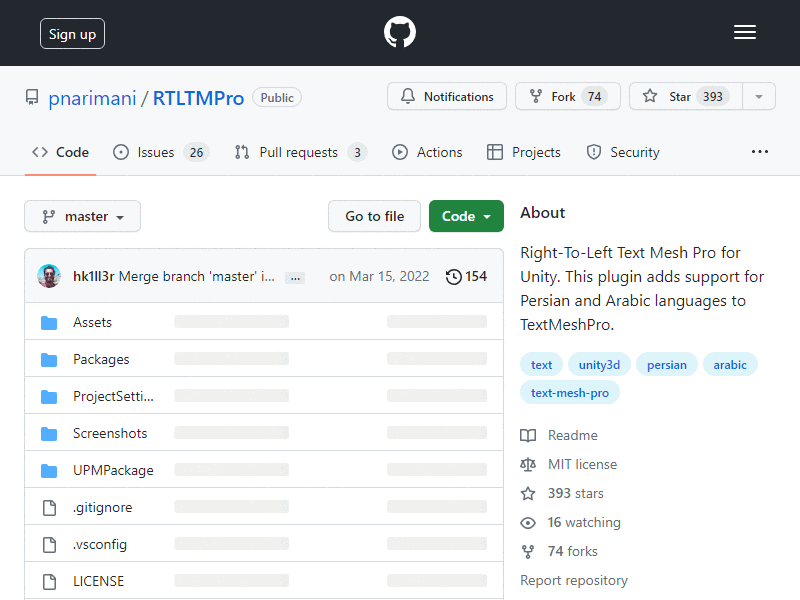 Sign up
pnarimani / RTLTMPro Public
Notifications
Fork 74
Star 393
Code
Issues 26
Pull requests 3
Actions
Projects
Security
master
Go to file
Code
hk1ll3r Merge branch 'master' i... ... on Mar 15, 2022 154
Assets
Packages
ProjectSetti...
Screenshots
UPMPackage
.gitignore
.vsconfig
LICENSE
About
Right-To-Left Text Mesh Pro for
Unity. This plugin adds support for
Persian and Arabic languages to
TextMeshPro.
text unity3d persian arabic
text-mesh-pro
Readme
MIT license
393 stars
16 watching
74 forks
Report repository